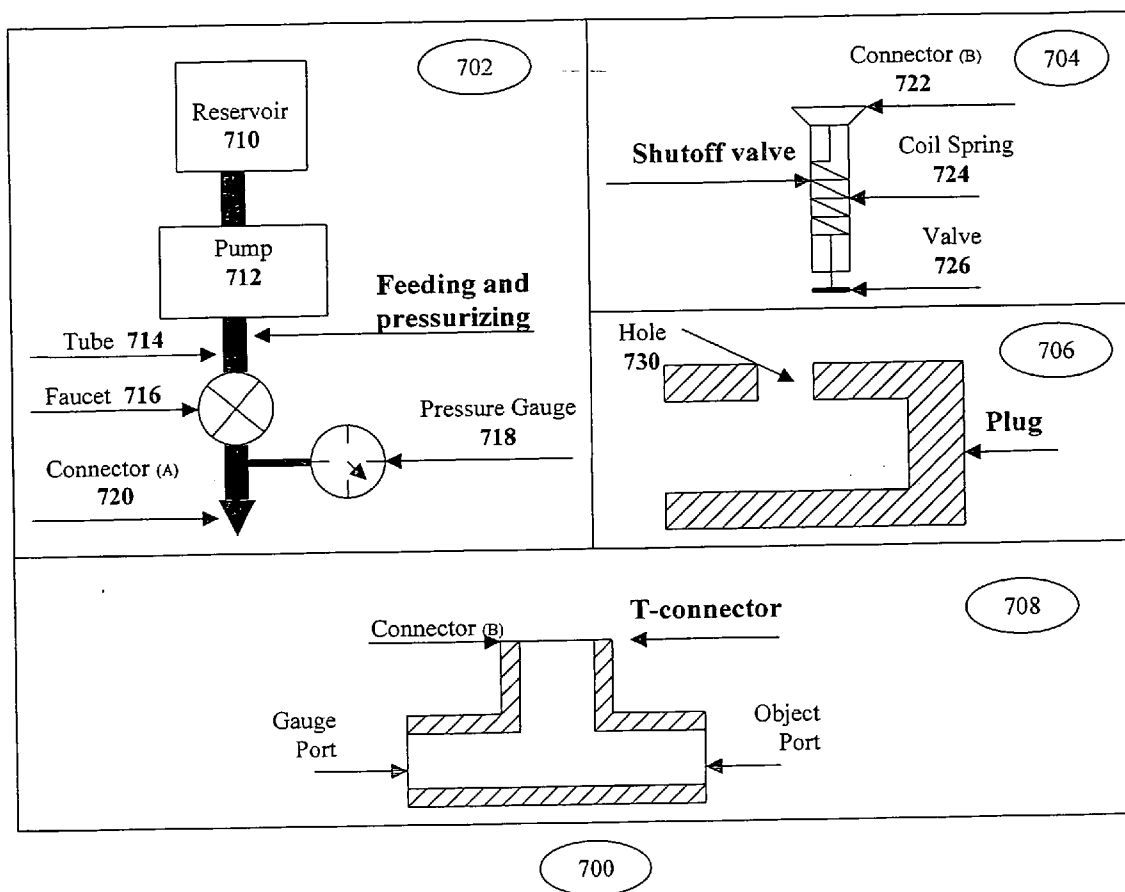 702
Reservoir
710
Pump
712
Feeding and
pressurizing
Tube 714
Faucet 716
Pressure Gauge
718
Connector (A)
720
704
Connector (B)
722
Shutoff valve
Coil Spring
724
Valve
726
706
Hole
730
Plug
708
T-connector
Connector (B)
Gauge
Port
Object
Port
700